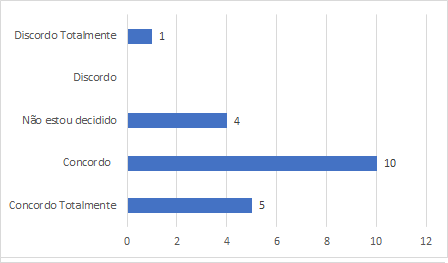 Discordo Totalmente 1
Discordo
Não estou decidido 4
Concordo 10
Concordo Totalmente 5
0 2 4 6 8 10 12